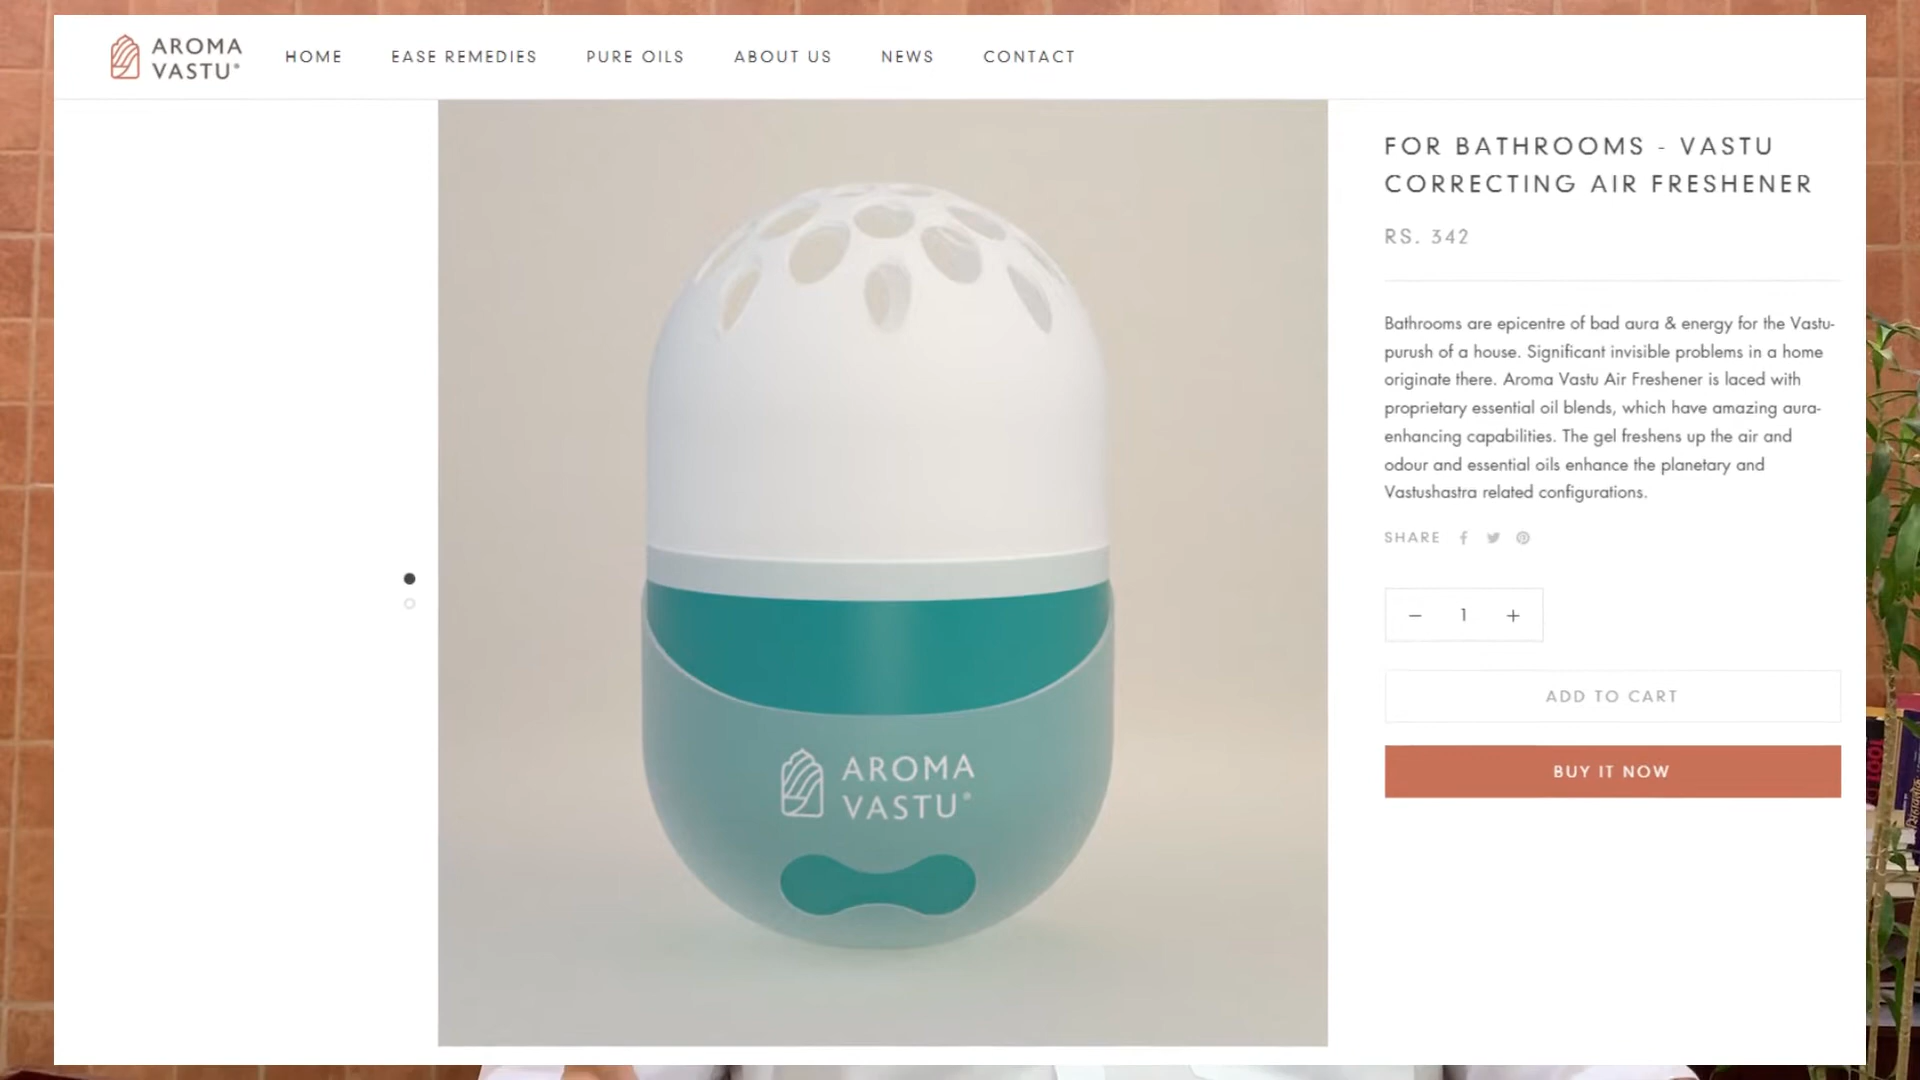 AROMA
VASTU®
HOME
EASE REMEDIES
PURE OILS
ABOUT US
NEWS
CONTACT
FOR BATHROOMS - VASTU
CORRECTING AIR FRESHENER
RS. 342
Bathrooms are epicentre of bad aura & energy for the Vastu-
purush of a house. Significant invisible problems in a home
originate there. Aroma Vastu Air Freshener is laced with
proprietary essential oil blends, which have amazing aura-
enhancing capabilities. The gel freshens up the air and
odour and essential oils enhance the planetary and
Vastushastra related configurations.
SHARE
1
ADD TO CART
BUY IT NOW
AROMA
VASTU®